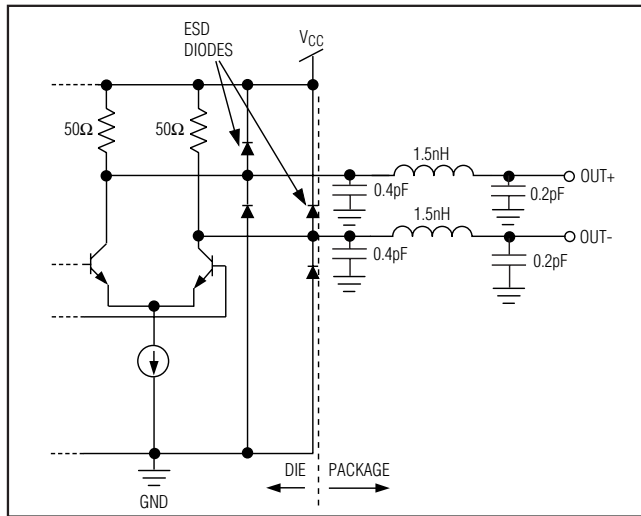 ESD
DIODES
VCC
50Ω
50Ω
1.5nH
OUT+
0.4pF
0.2pF
1.5nH
OUT-
0.4pF
0.2pF
DIE
PACKAGE
GND